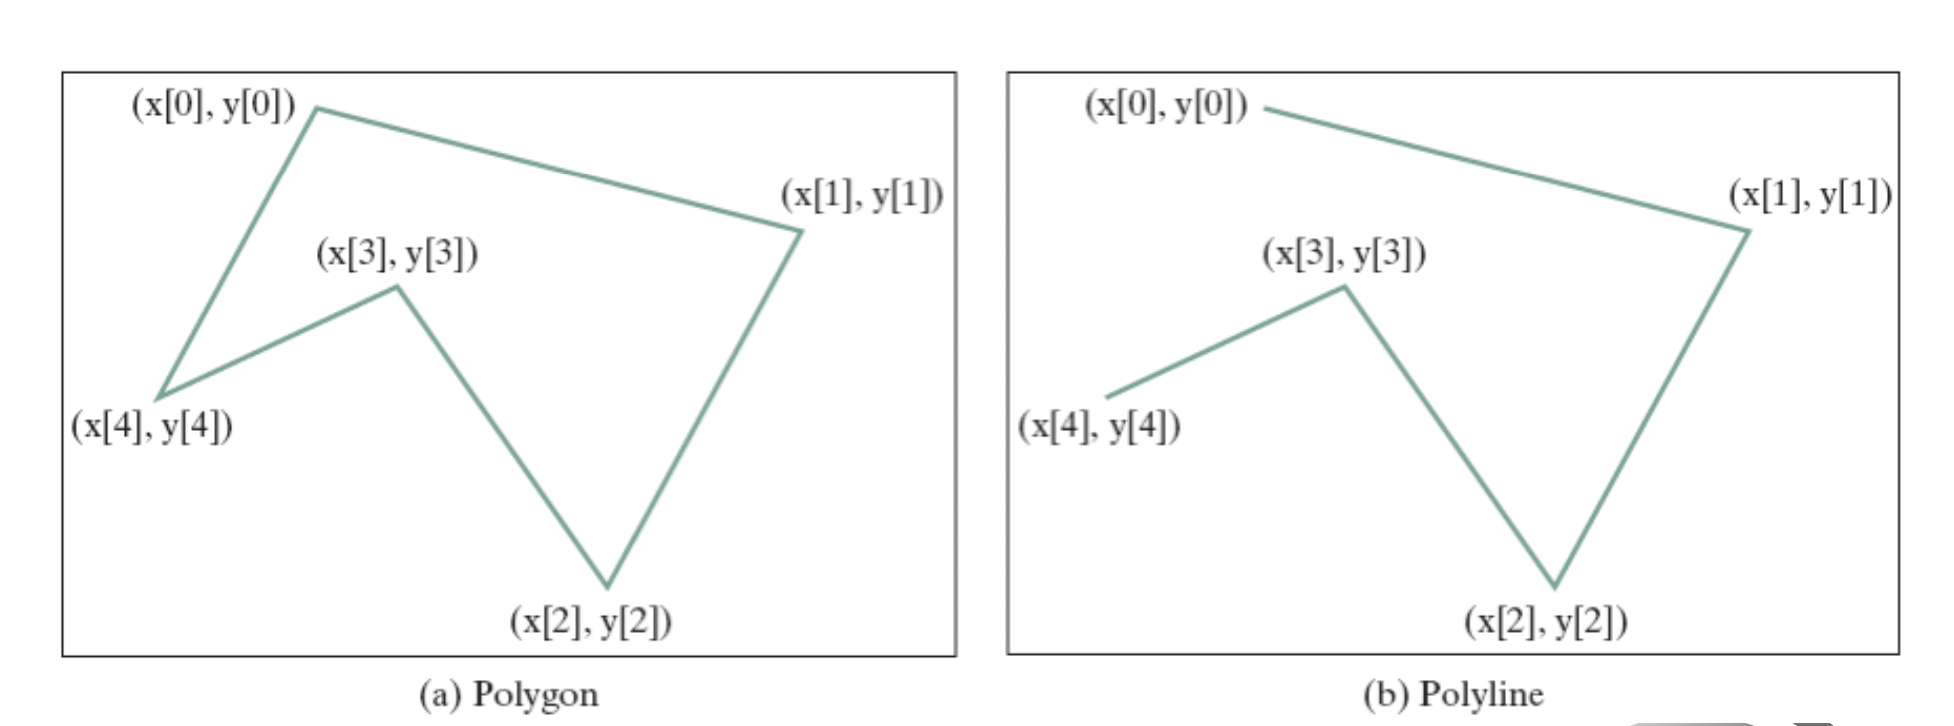 (x[0], y[0])
(x[1], y[1])
(x[3], y[3])
(x[4], y[4])
(x[2], y[2])
(a) Polygon
(x[0], y[0])
(x[1], y[1])
(x[3], y[3])
(x[4], y[4])
(x[2], y[2])
(b) Polyline